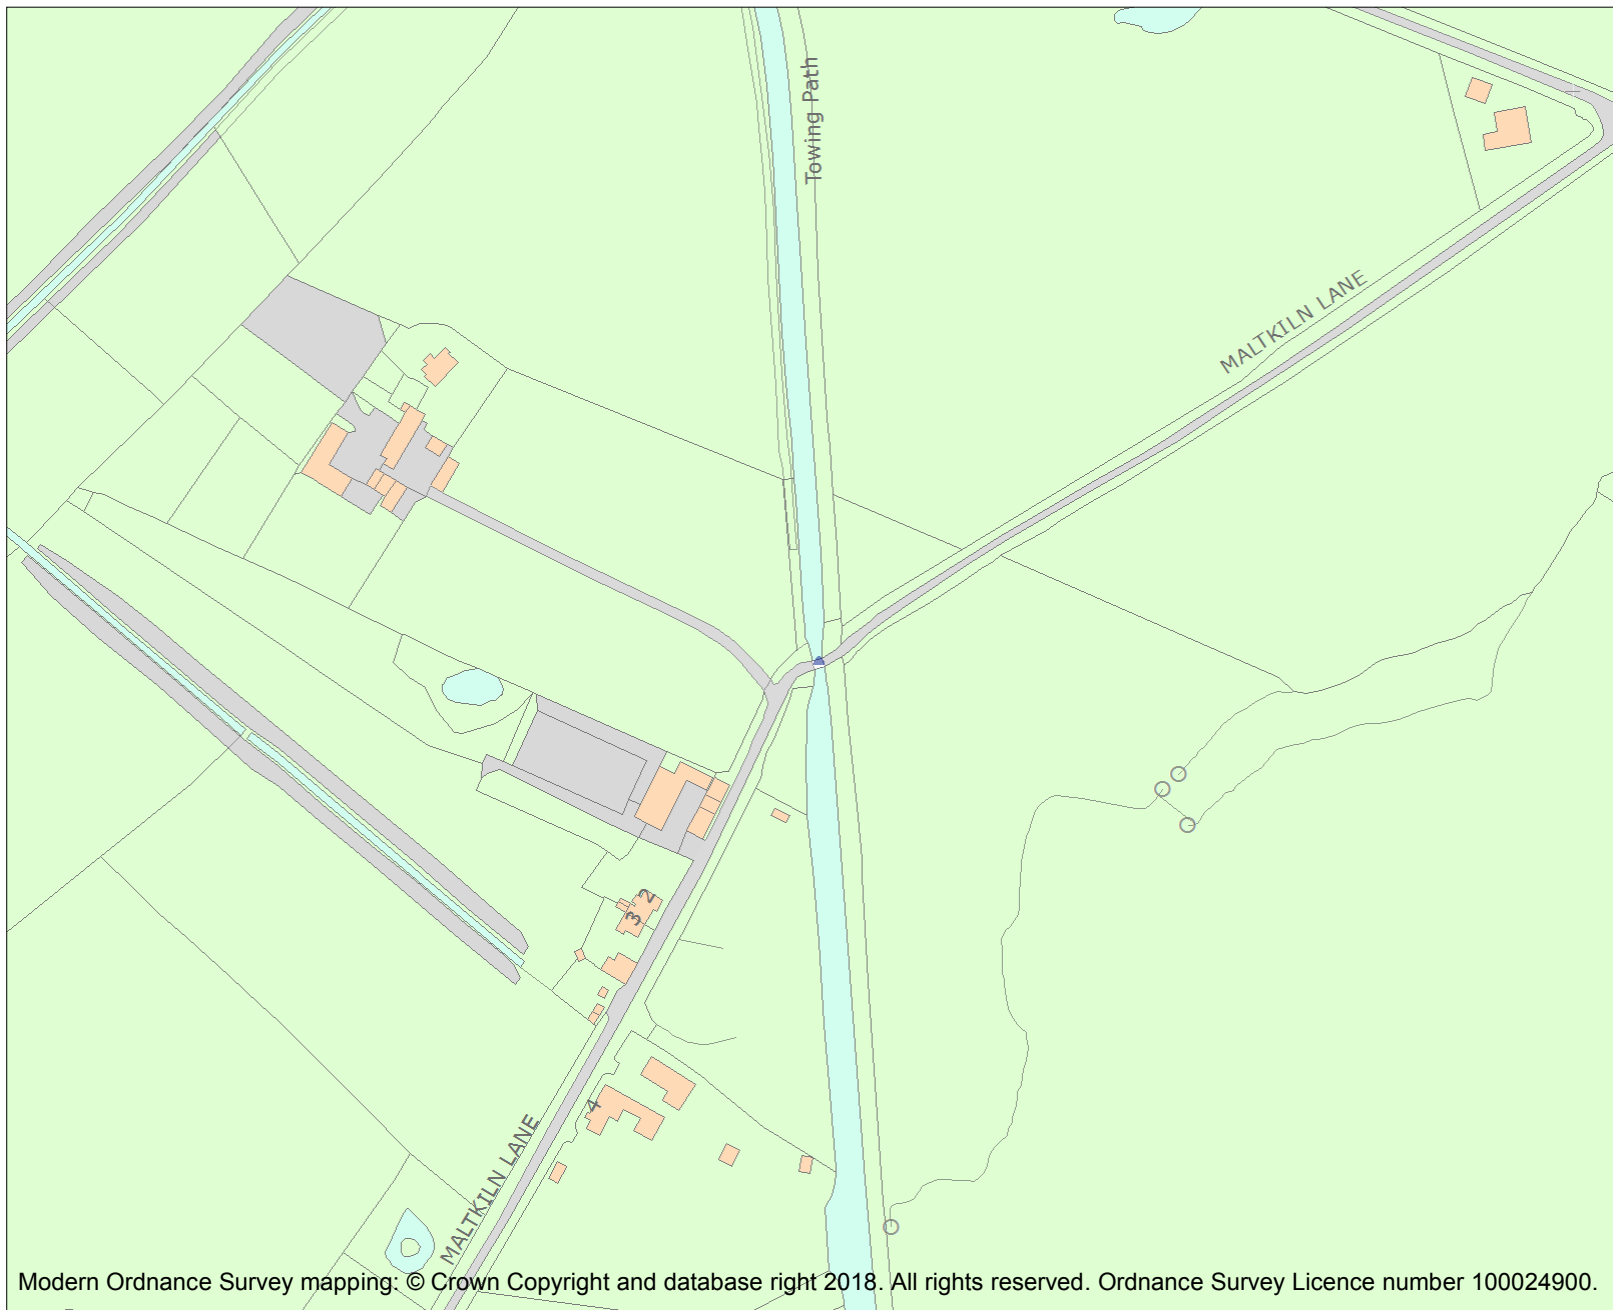 Towing Path
MALTKILN LANE
2
3
4
MALTKILN LANE
Modern Ordnance Survey mapping: © Crown Copyright and database right 2018. All rights reserved. Ordnance Survey Licence number 100024900.